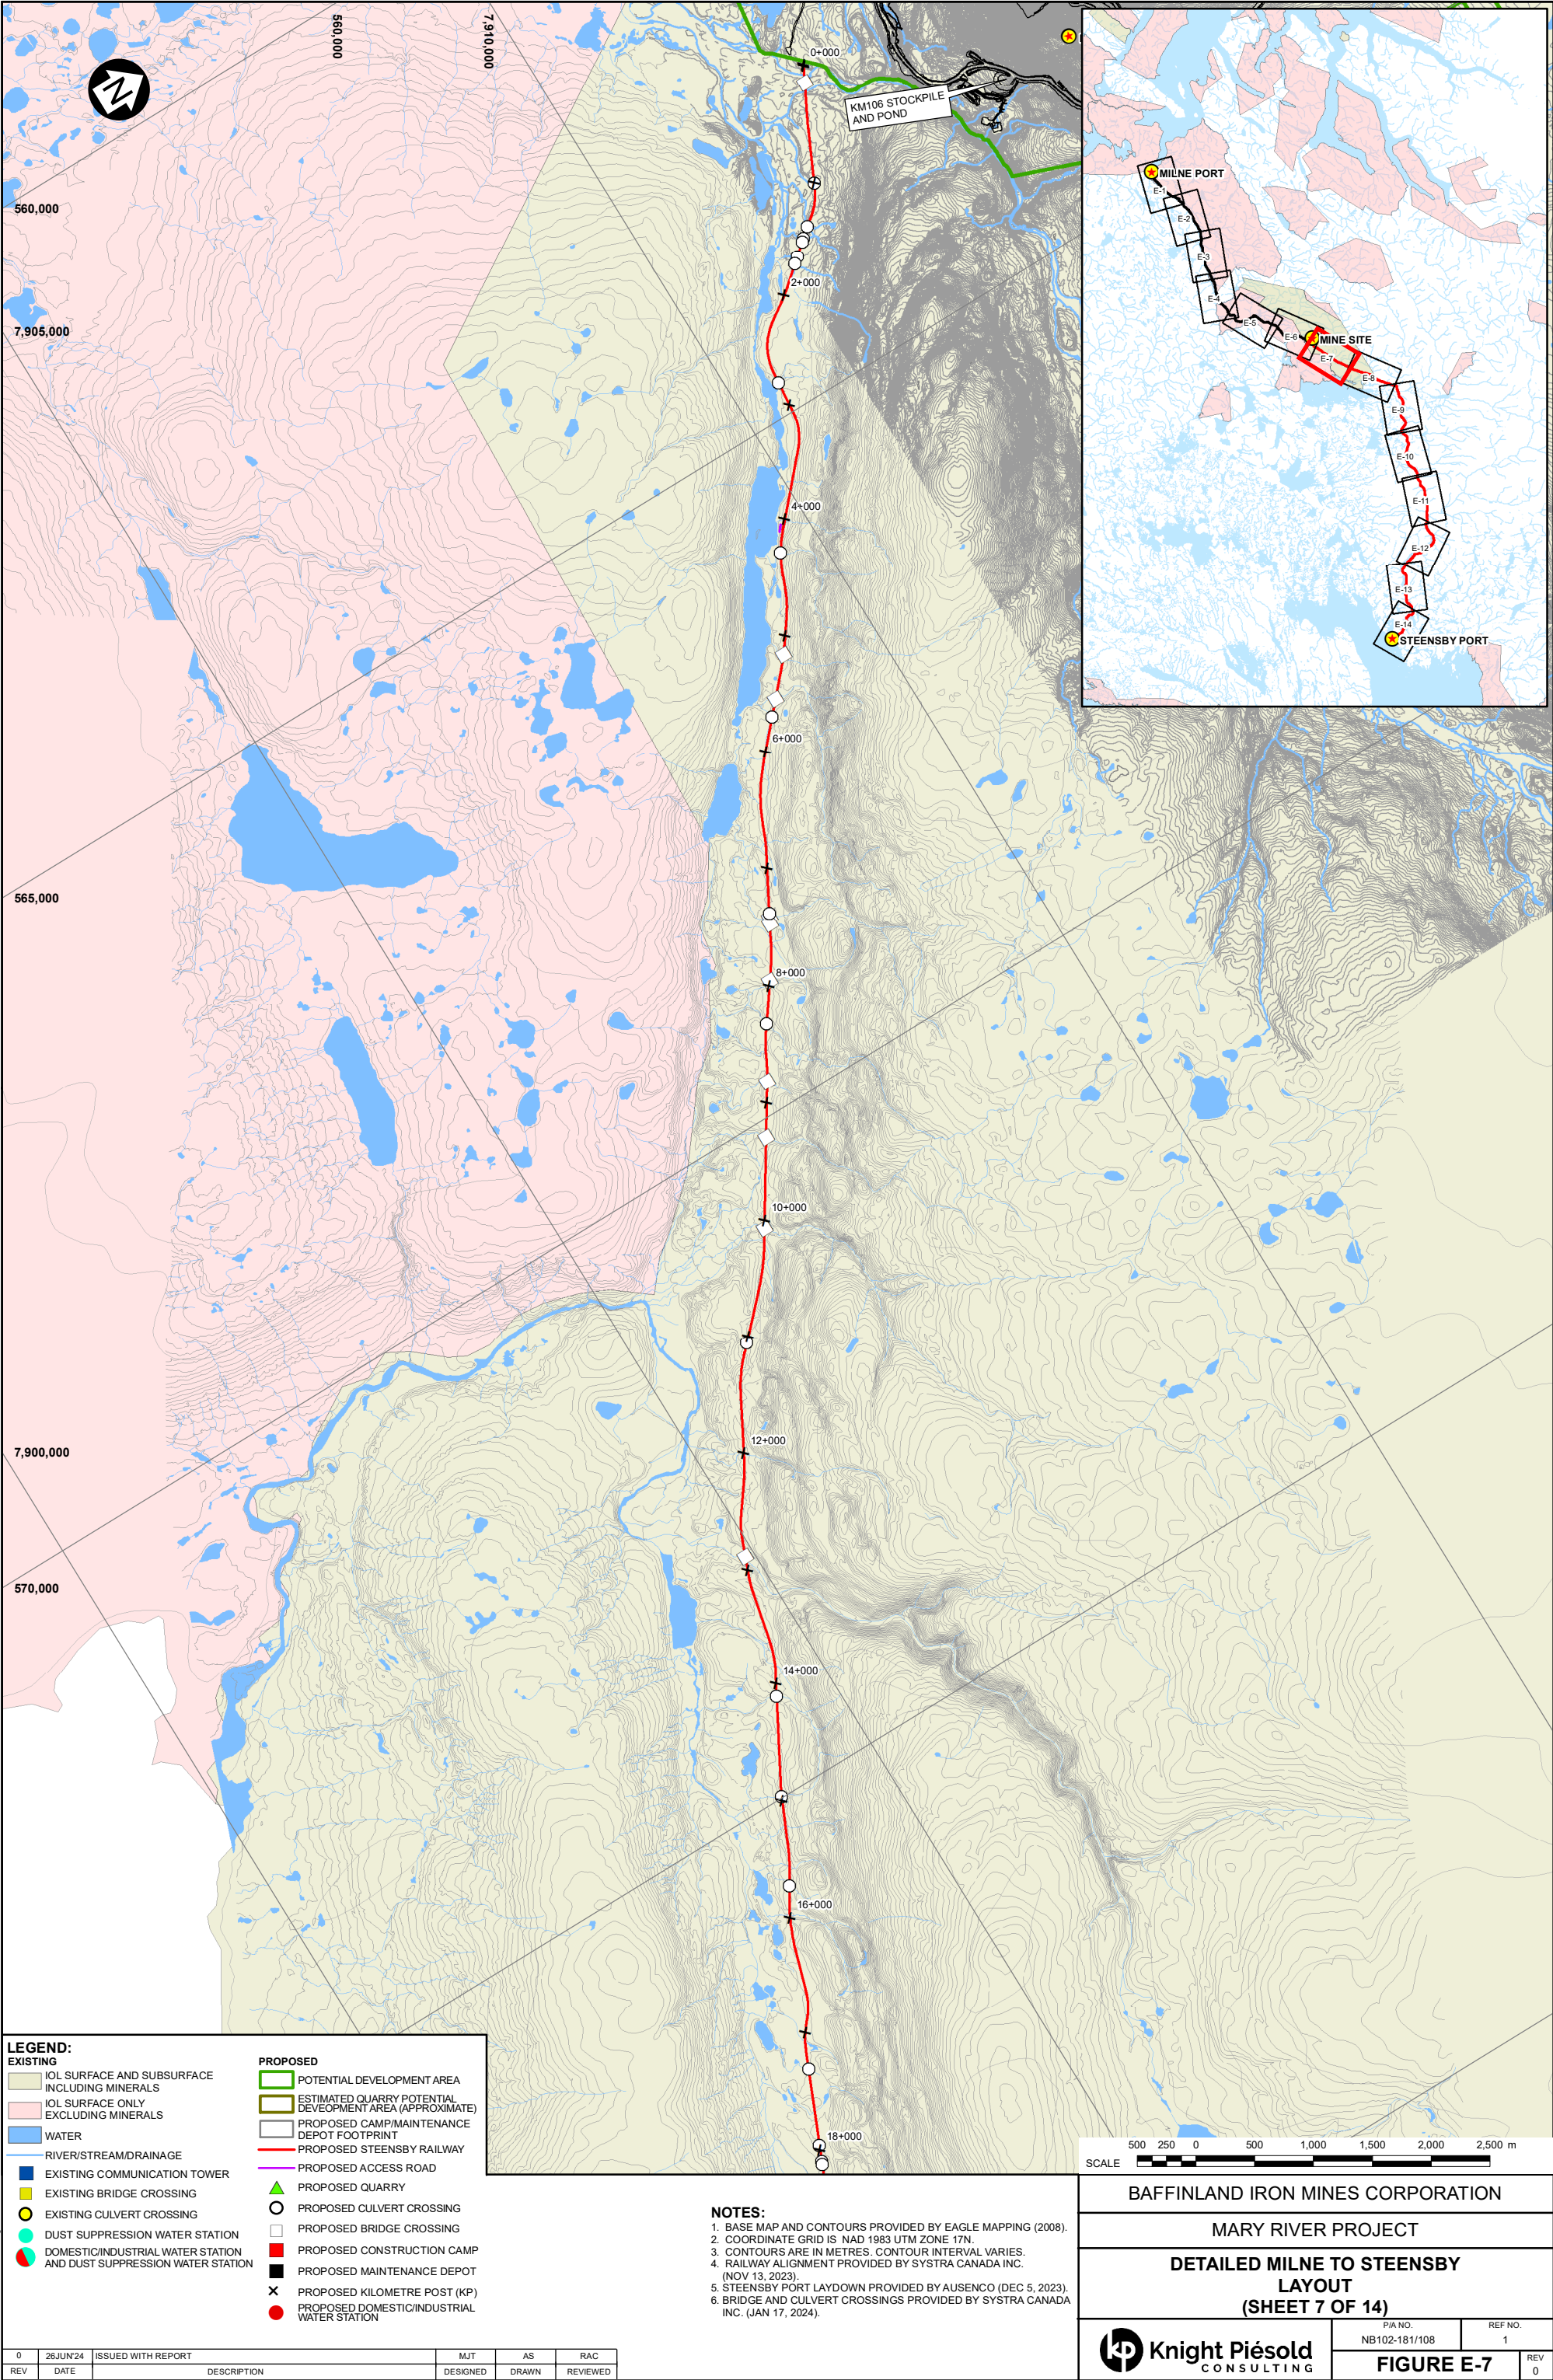 560,000
7,910,000
N
0+000
KM106 STOCKPILE
AND POND
560,000
7,905,000
565,000
7,900,000
570,000
2+000
4+000
6+000
8+000
10+000
12+000
14+000
16+000
18+000
MILNE PORT
E-1
E-2
E-3
E-4
E-5
E-6
MINE SITE
E-7
E-8
E-9
E-10
E-11
E-12
E-13
E-14
STEENSBY PORT
LEGEND:
EXISTING
IOL SURFACE AND SUBSURFACE
INCLUDING MINERALS
IOL SURFACE ONLY
EXCLUDING MINERALS
WATER
RIVER/STREAM/DRAINAGE
EXISTING COMMUNICATION TOWER
EXISTING BRIDGE CROSSING
EXISTING CULVERT CROSSING
DUST SUPPRESSION WATER STATION
DOMESTIC/INDUSTRIAL WATER STATION
AND DUST SUPPRESSION WATER STATION
PROPOSED
POTENTIAL DEVELOPMENT AREA
ESTIMATED QUARRY POTENTIAL
DEVEOPMENT AREA (APPROXIMATE)
PROPOSED CAMP/MAINTENANCE
DEPOT FOOTPRINT
PROPOSED STEENSBY RAILWAY
PROPOSED ACCESS ROAD
PROPOSED QUARRY
PROPOSED CULVERT CROSSING
PROPOSED BRIDGE CROSSING
PROPOSED CONSTRUCTION CAMP
PROPOSED MAINTENANCE DEPOT
PROPOSED KILOMETRE POST (KP)
PROPOSED DOMESTIC/INDUSTRIAL
WATER STATION
0 26JUN'24 ISSUED WITH REPORT MJT AS RAC
REV DATE DESCRIPTION DESIGNED DRAWN REVIEWED
NOTES:
1. BASE MAP AND CONTOURS PROVIDED BY EAGLE MAPPING (2008).
2. COORDINATE GRID IS NAD 1983 UTM ZONE 17N.
3. CONTOURS ARE IN METRES. CONTOUR INTERVAL VARIES.
4. RAILWAY ALIGNMENT PROVIDED BY SYSTRA CANADA INC.
(NOV 13, 2023).
5. STEENSBY PORT LAYDOWN PROVIDED BY AUSENCO (DEC 5, 2023).
6. BRIDGE AND CULVERT CROSSINGS PROVIDED BY SYSTRA CANADA
INC. (JAN 17, 2024).
500 250 0 500 1,000 1,500 2,000 2,500 m
SCALE
BAFFINLAND IRON MINES CORPORATION
MARY RIVER PROJECT
DETAILED MILNE TO STEENSBY
LAYOUT
(SHEET 7 OF 14)
kp Knight Piésold
CONSULTING
P/A NO.
NB102-181/108
REF NO.
1
FIGURE E-7
REV
0